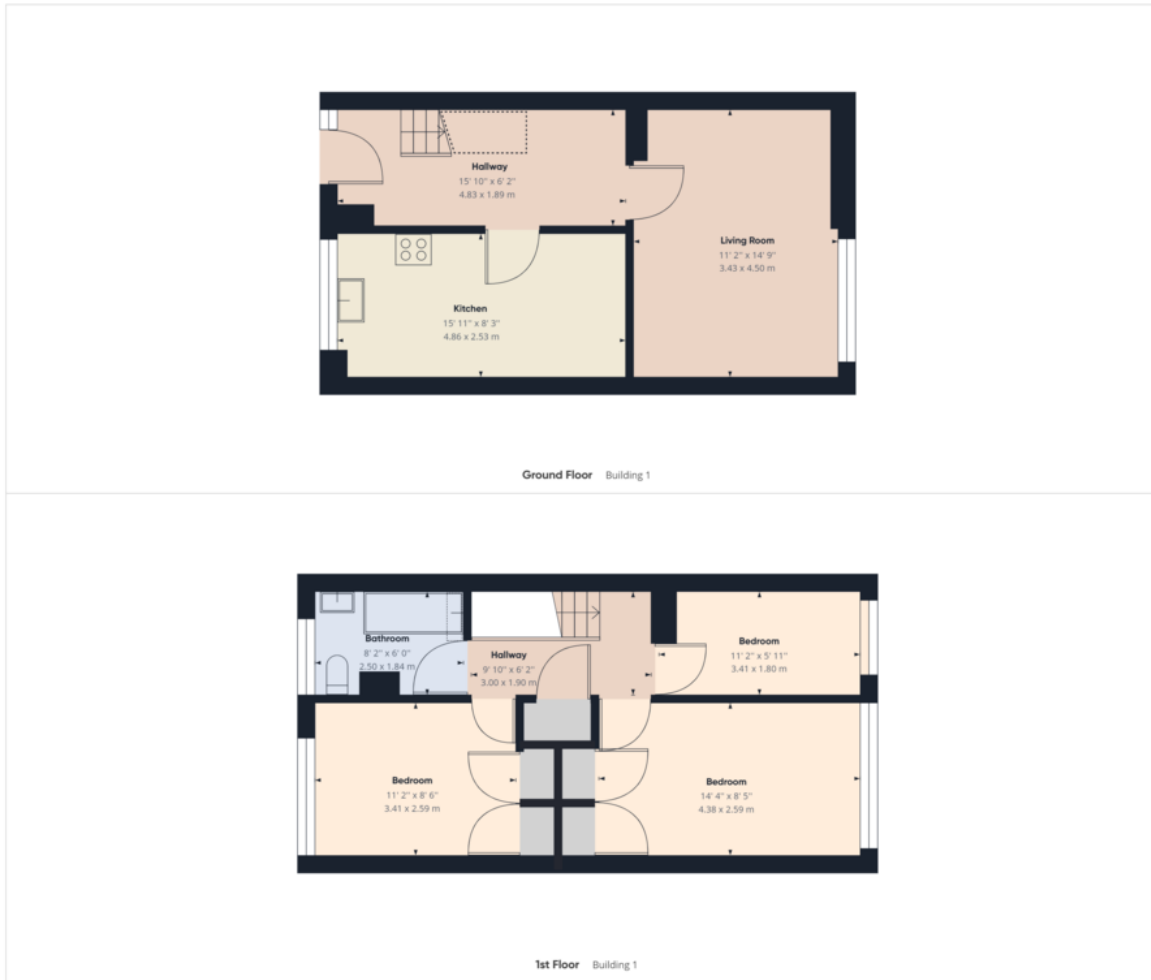 Hallway
15' 10" x 6' 2"
4.83 x 1.89 m
Living Room
11' 2" x 14' 9"
3.43 x 4.50 m
Kitchen
15' 11" x 8' 3"
4.86 x 2.53 m
Ground Floor Building 1
Bathroom
8' 2" x 6' 0"
2.50 x 1.84 m
Hallway
9' 10" x 6' 2"
3.00 x 1.90 m
Bedroom
11' 2" x 5' 11"
3.41 x 1.80 m
Bedroom
11' 2" x 8' 6"
3.41 x 2.59 m
Bedroom
14' 4" x 8' 5"
4.38 x 2.59 m
1st Floor Building 1